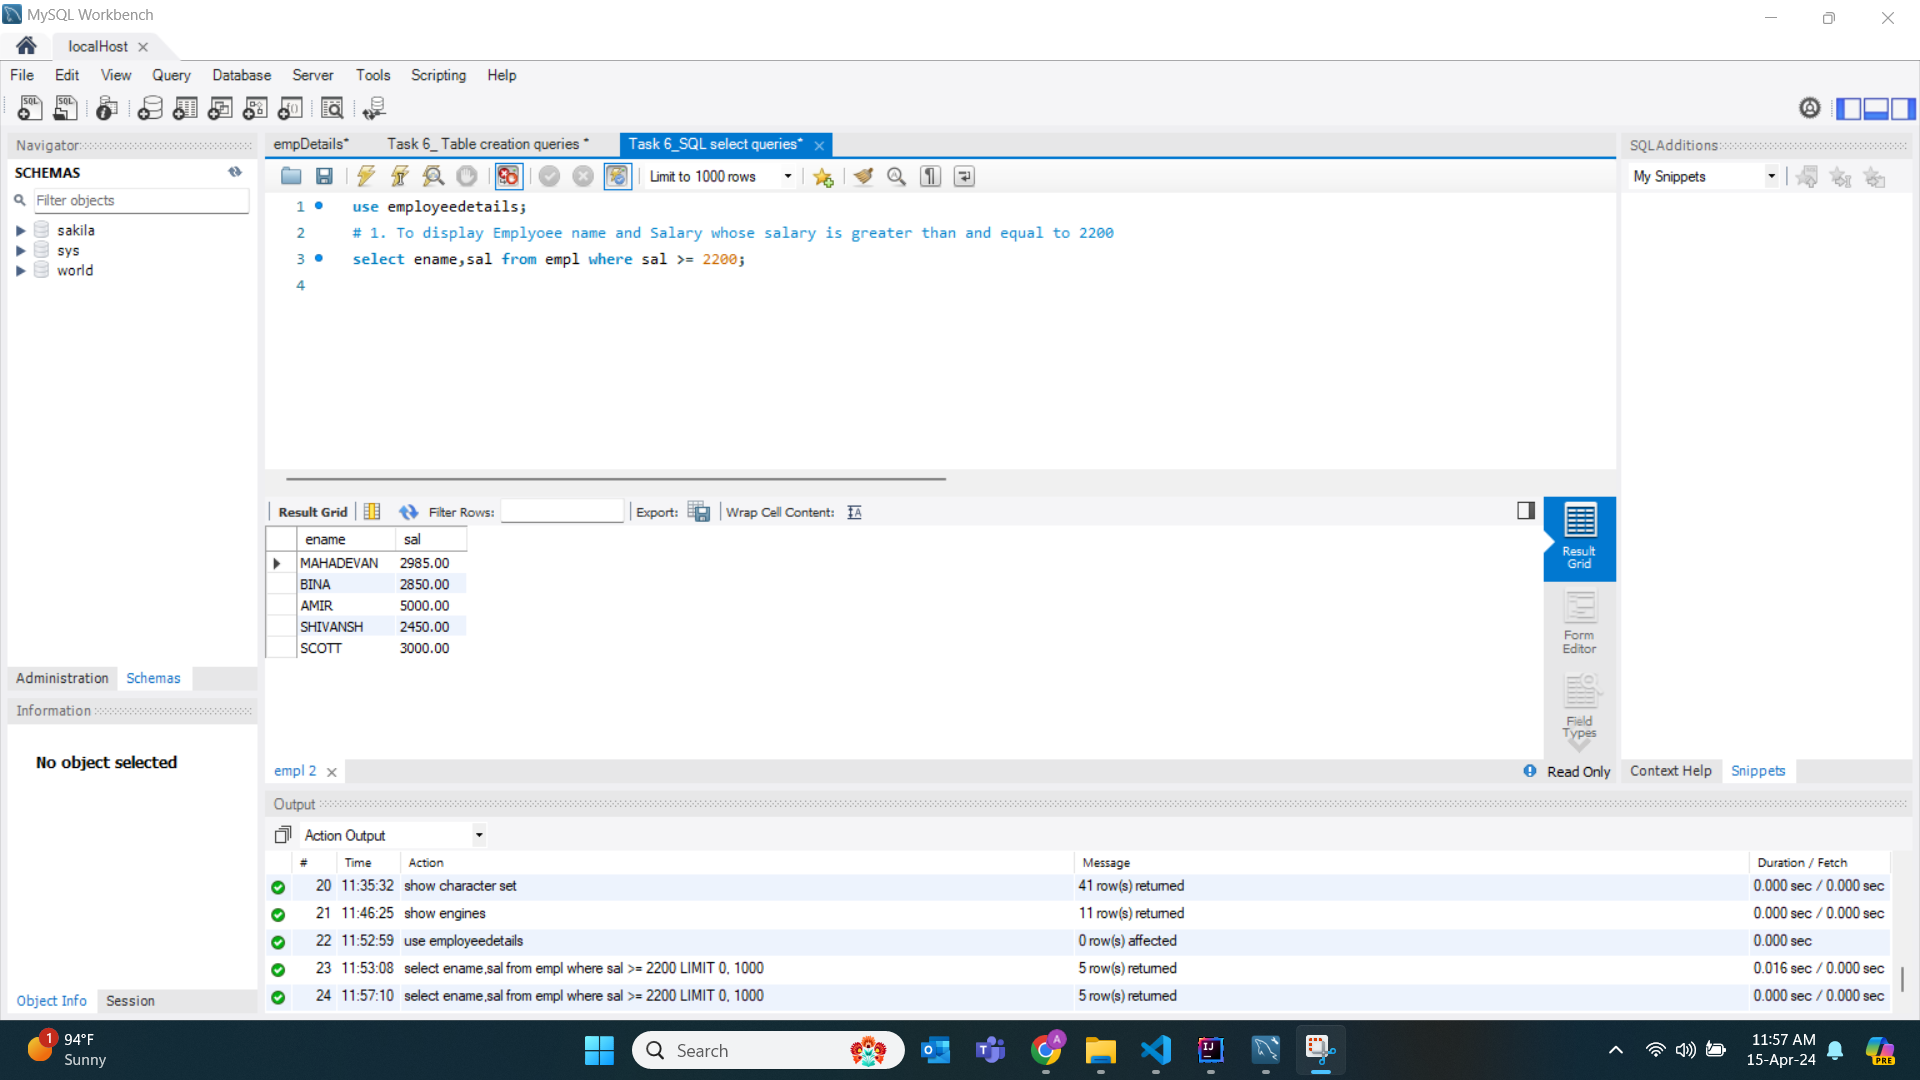 MySQL Workbench
localHost
File Edit View Query Database Server Tools Scripting Help
Navigator
SCHEMAS
Filter objects
sakila
sys
world
Administration Schemas
Information
No object selected
Object Info Session
empDetails* Task 6_ Table creation queries * Task 6_SQL select queries*
Limit to 1000 rows
1 use employeedetails;
2 # 1. To display Emplyoee name and Salary whose salary is greater than and equal to 2200
3 select ename,sal from empl where sal >= 2200;
4
Result Grid Filter Rows: Export: Wrap Cell Content:
ename sal
MAHADEVAN 2985.00
BINA 2850.00
AMIR 5000.00
SHIVANSH 2450.00
SCOTT 3000.00
Result
Grid
Form
Editor
Field
Types
empl 2
Read Only
SQLAdditions
My Snippets
Context Help Snippets
Output
Action Output
# Time Action Message Duration / Fetch
20 11:35:32 show character set 41 row(s) returned 0.000 sec / 0.000 sec
21 11:46:25 show engines 11 row(s) returned 0.000 sec / 0.000 sec
22 11:52:59 use employeedetails 0 row(s) affected 0.000 sec
23 11:53:08 select ename,sal from empl where sal >= 2200 LIMIT 0, 1000 5 row(s) returned 0.016 sec / 0.000 sec
24 11:57:10 select ename,sal from empl where sal >= 2200 LIMIT 0, 1000 5 row(s) returned 0.000 sec / 0.000 sec
1
94°F
Sunny
Search
11:57 AM
15-Apr-24
PRE